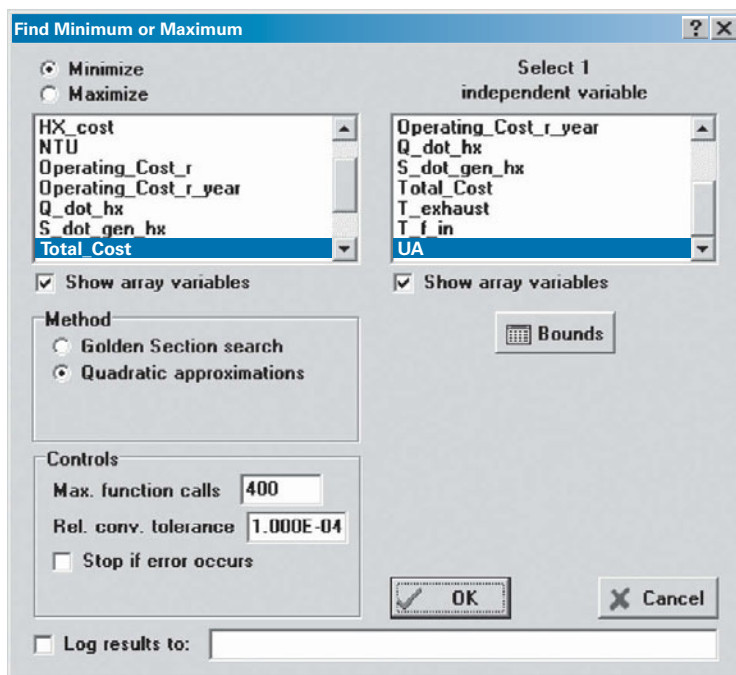 Find Minimum or Maximum
Minimize
Maximize
Select 1
independent variable
HX_cost
NTU
Operating_Cost_r
Operating_Cost_r_year
Q_dot_hx
S_dot_gen_hx
Total_Cost
Operating_Cost_r_year
Q_dot_hx
S_dot_gen_hx
Total_Cost
T_exhaust
T_f_in
UA
Show array variables
Show array variables
Method
Golden Section search
Quadratic approximations
Bounds
Controls
Max. function calls 400
Rel. conv. tolerance 1.000E-04
Stop if error occurs
OK
Cancel
Log results to: